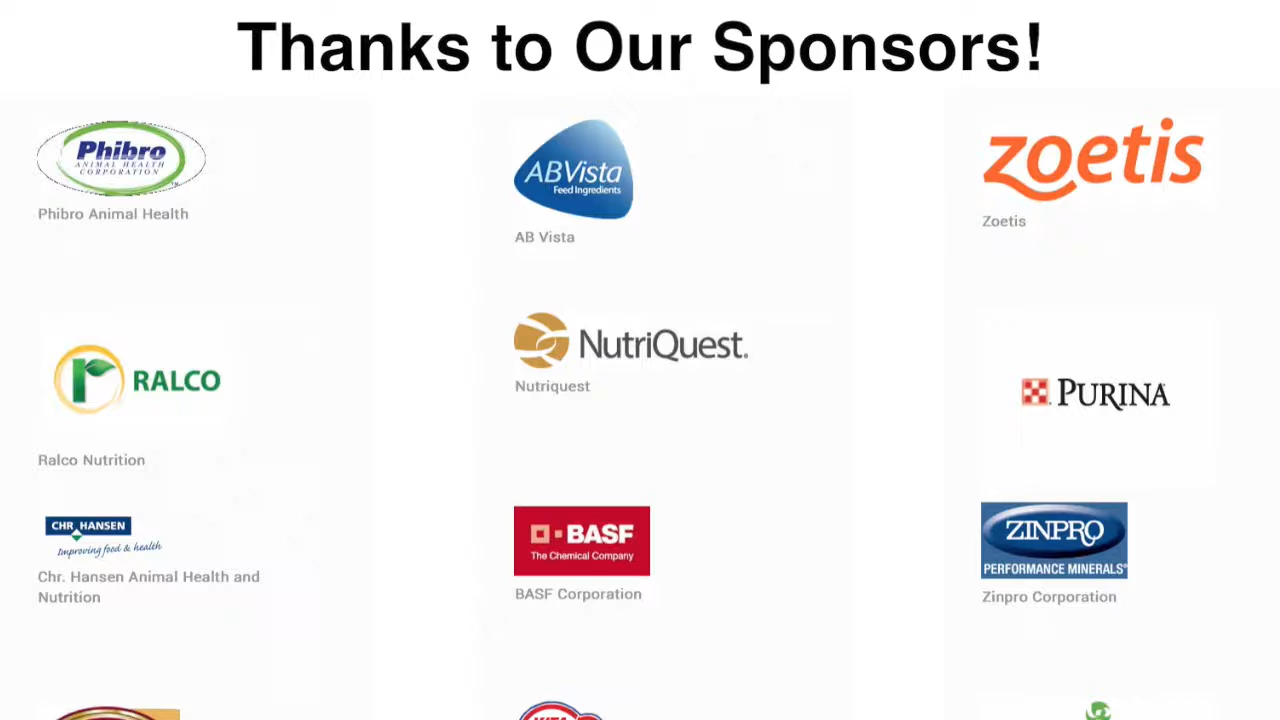 Thanks to Our Sponsors!
Phibro
ANIMAL HEALTH
CORPORATION
TM
Phibro Animal Health
ABVista
Feed Ingredients
AB Vista
zoetis
Zoetis
RALCO
Ralco Nutrition
NutriQuest.
Nutriquest
PURINA
CHR. HANSEN
Improving food & health
Chr. Hansen Animal Health and
Nutrition
BASF
The Chemical Company
BASF Corporation
ZINPRO
PERFORMANCE MINERALS®
Zinpro Corporation